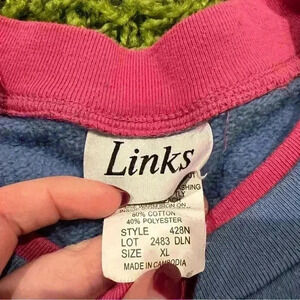 Links
60% COTTON
40% POLYESTER
STYLE 428N
LOT 2483 DLN
SIZE XL
MADE IN CAMBODIA